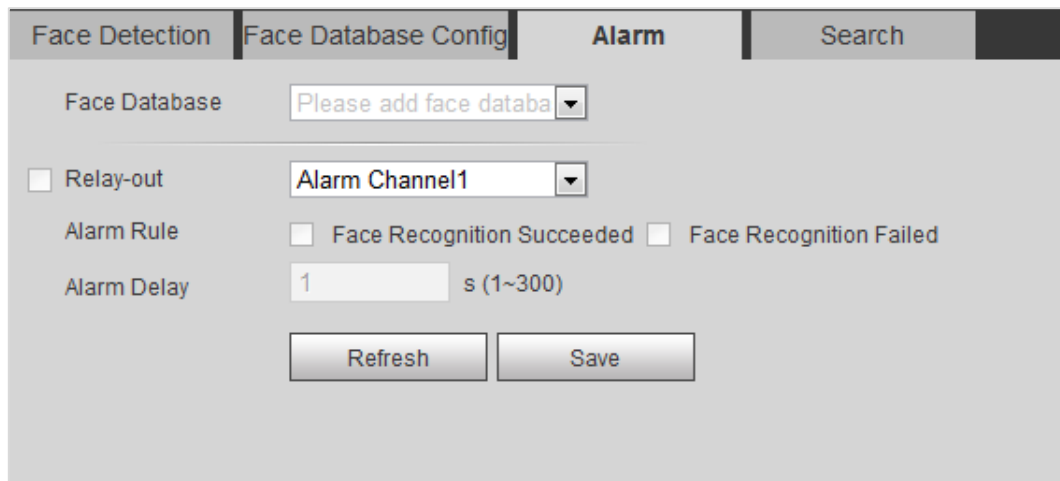 Face Detection Face Database Config Alarm Search
Face Database Please add face databa
Relay-out Alarm Channel1
Alarm Rule Face Recognition Succeeded Face Recognition Failed
Alarm Delay 1 s (1~300)
Refresh Save